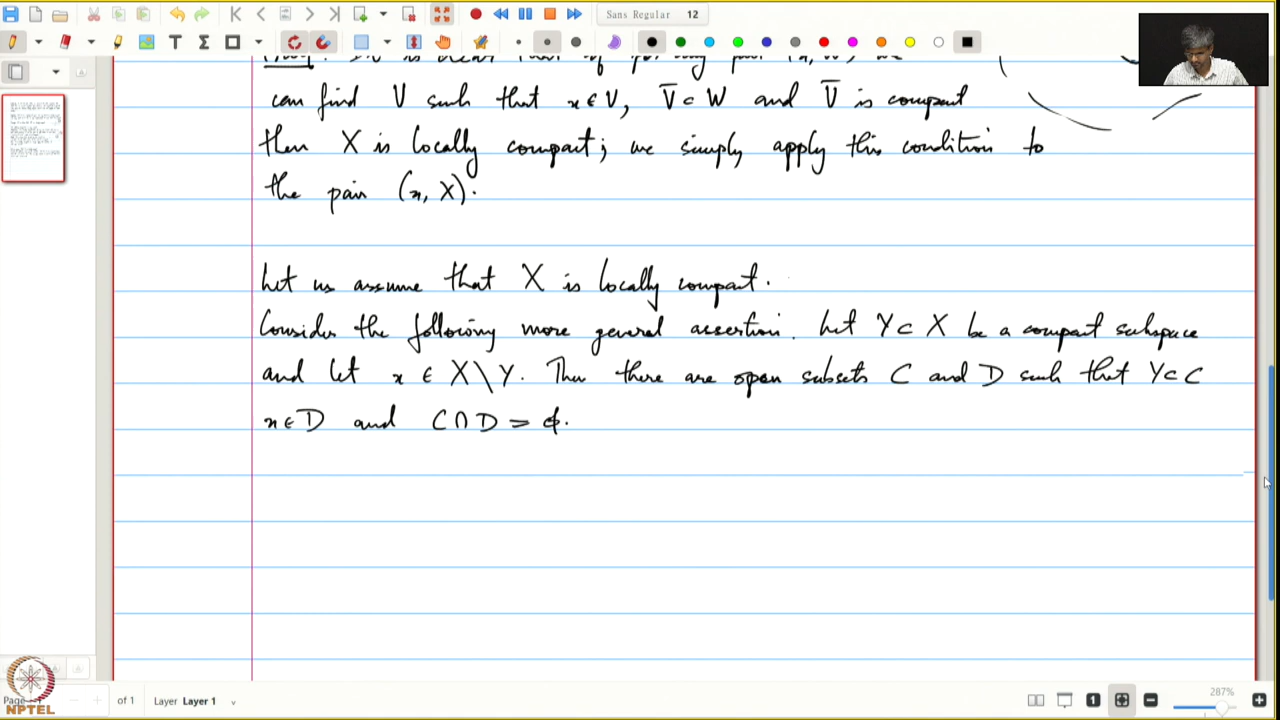 Sans Regular 12
can find V such that x ∈ V, V̅ ⊂ W and V̅ is compact
then X is locally compact; we simply apply this condition to
the pair (x, X).
Let us assume that X is locally compact.
Consider the following more general assertion. Let Y ⊂ X be a compact subspace
and let x ∈ X \ Y. Then there are open subsets C and D such that Y ⊂ C
x ∈ D and C ∩ D = ϕ.
Page
of 1
Layer Layer 1
287%
NPTEL